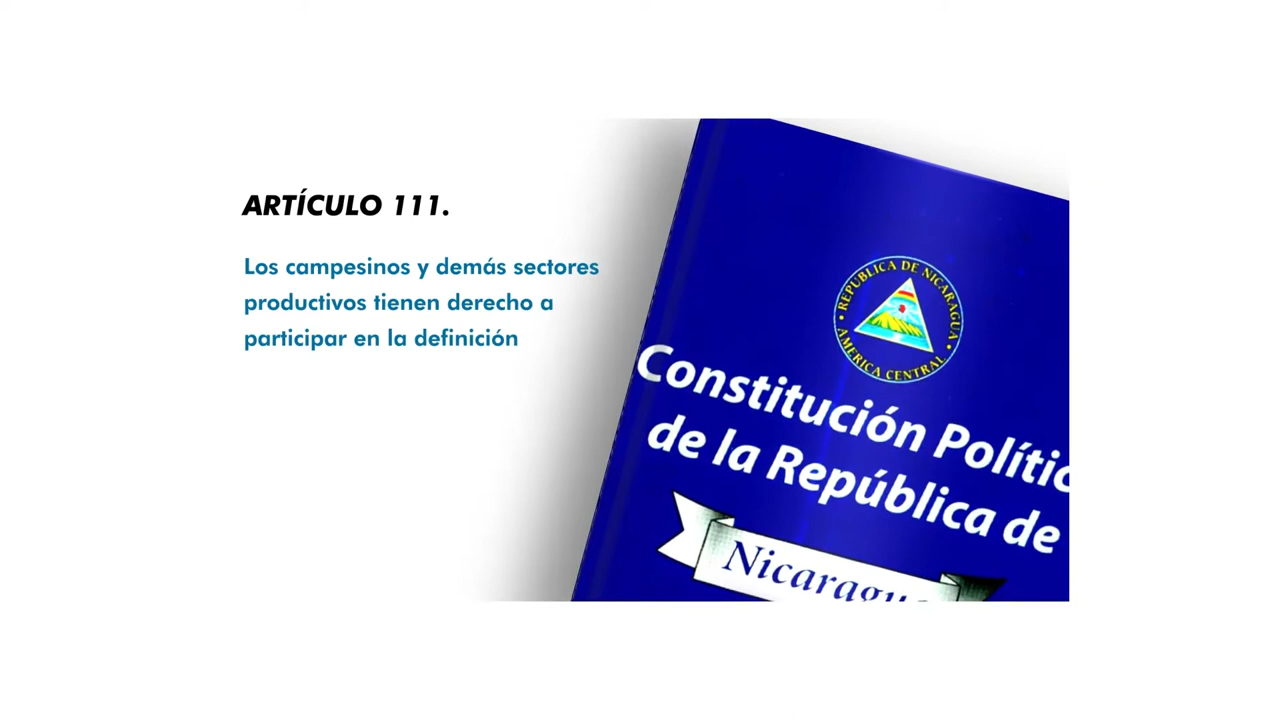 ARTÍCULO 111.
Los campesinos y demás sectores
productivos tienen derecho a
participar en la definición
REPUBLICA DE NICARAGUA
AMERICA CENTRAL
Constitución Polític
de la República de
Nicaragu